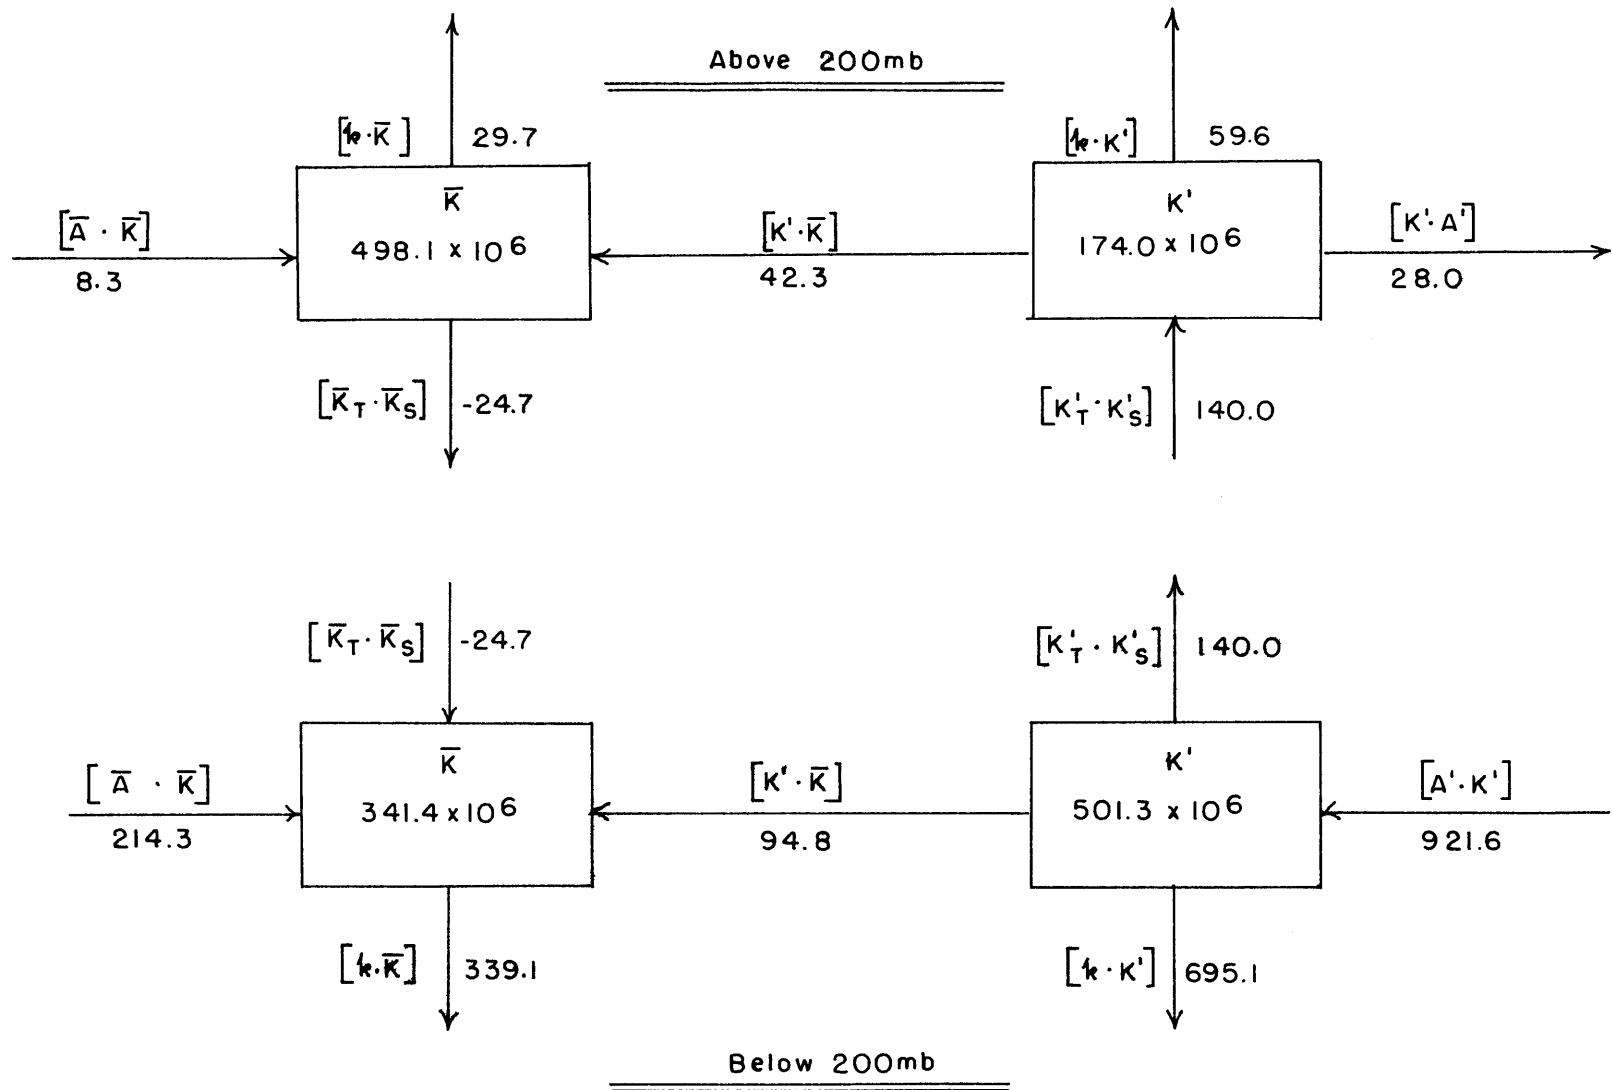 Above 200mb
[k·K̅] 29.7
[k·K'] 59.6
[A̅ · K̅]
8.3
K̅
498.1 x 10⁶
[K'·K̅]
42.3
K'
174.0 x 10⁶
[K'·A']
28.0
[K̅T·K̅S] -24.7
[K'T·K'S] 140.0
[K̅T·K̅S] -24.7
[K'T·K'S] 140.0
[A̅ · K̅]
214.3
K̅
341.4 x 10⁶
[K'·K̅]
94.8
K'
501.3 x 10⁶
[A'·K']
921.6
[k·K̅] 339.1
[k·K'] 695.1
Below 200mb